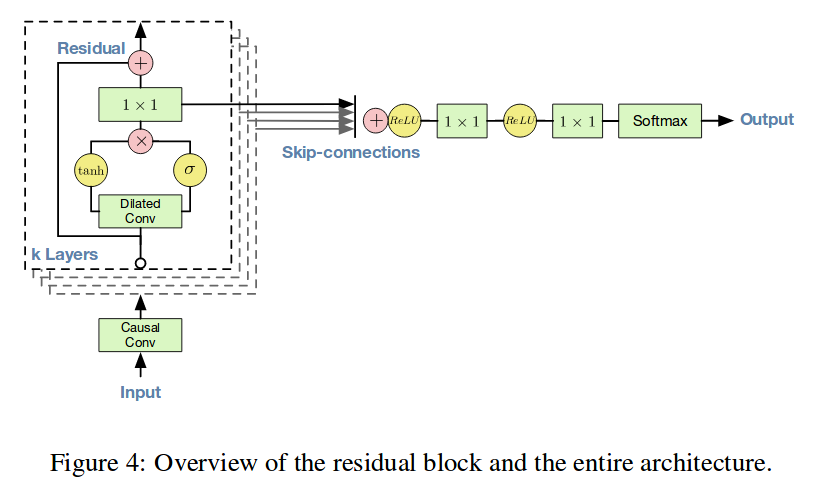 Residual
+
1 × 1
×
tanh
σ
Dilated
Conv
k Layers
Causal
Conv
Input
Skip-connections
+
ReLU
1 × 1
ReLU
1 × 1
Softmax
Output
Figure 4: Overview of the residual block and the entire architecture.